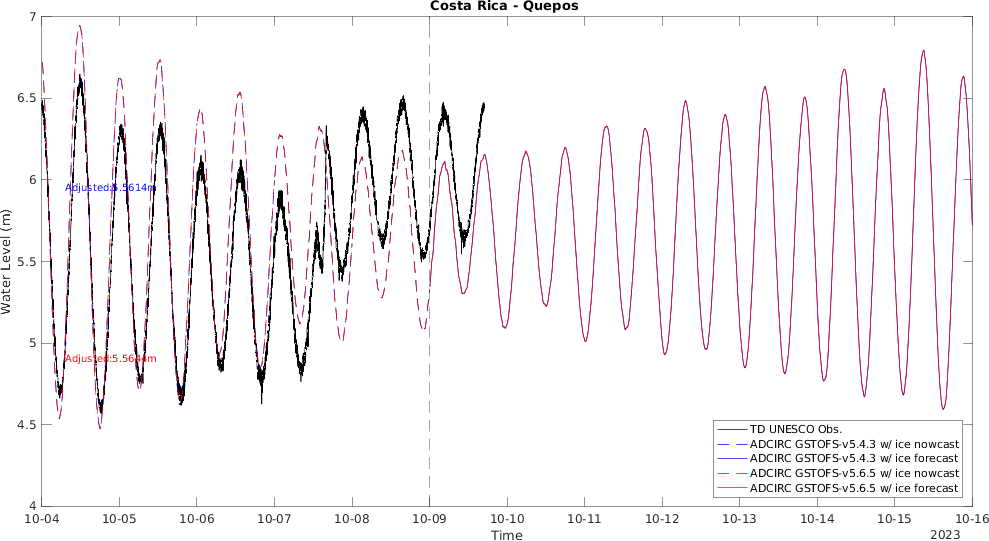 Costa Rica - Quepos
7
6.5
6
5.5
5
4.5
4
Water Level (m)
Adjusted:5.5614m
Adjusted:5.5644m
TD UNESCO Obs.
ADCIRC GSTOFS-v5.4.3 w/ ice nowcast
ADCIRC GSTOFS-v5.4.3 w/ ice forecast
ADCIRC GSTOFS-v5.6.5 w/ ice nowcast
ADCIRC GSTOFS-v5.6.5 w/ ice forecast
10-04 10-05 10-06 10-07 10-08 10-09 10-10 10-11 10-12 10-13 10-14 10-15 10-16
Time
2023